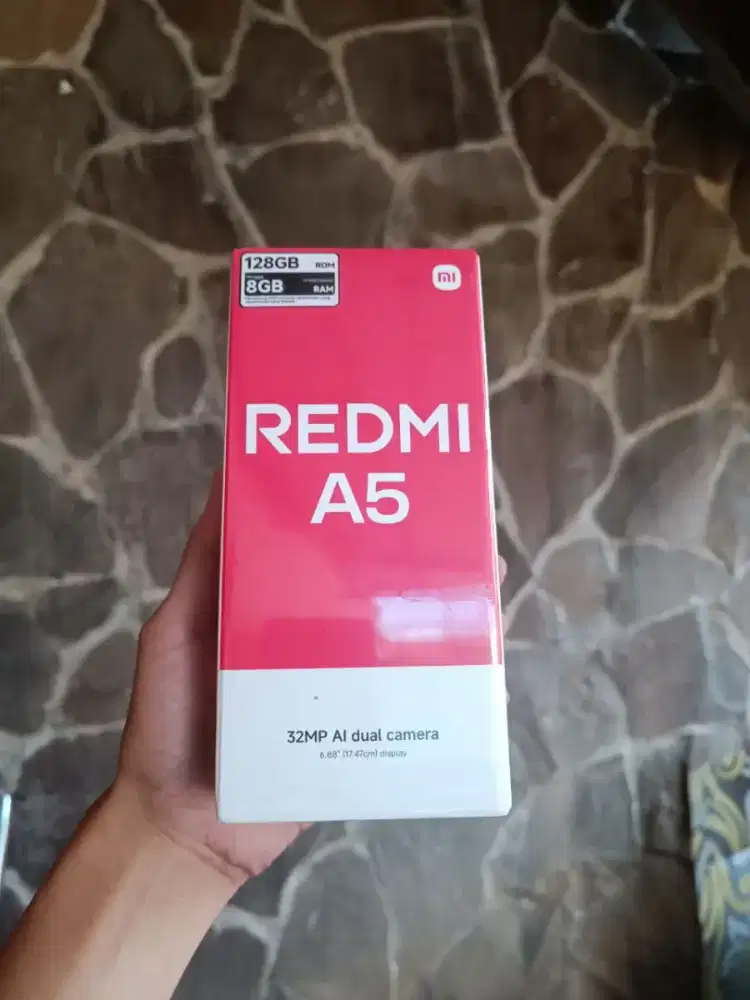 128GB ROM
8GB RAM
mi
REDMI
A5
32MP AI dual camera
6.88" (17.47cm) display